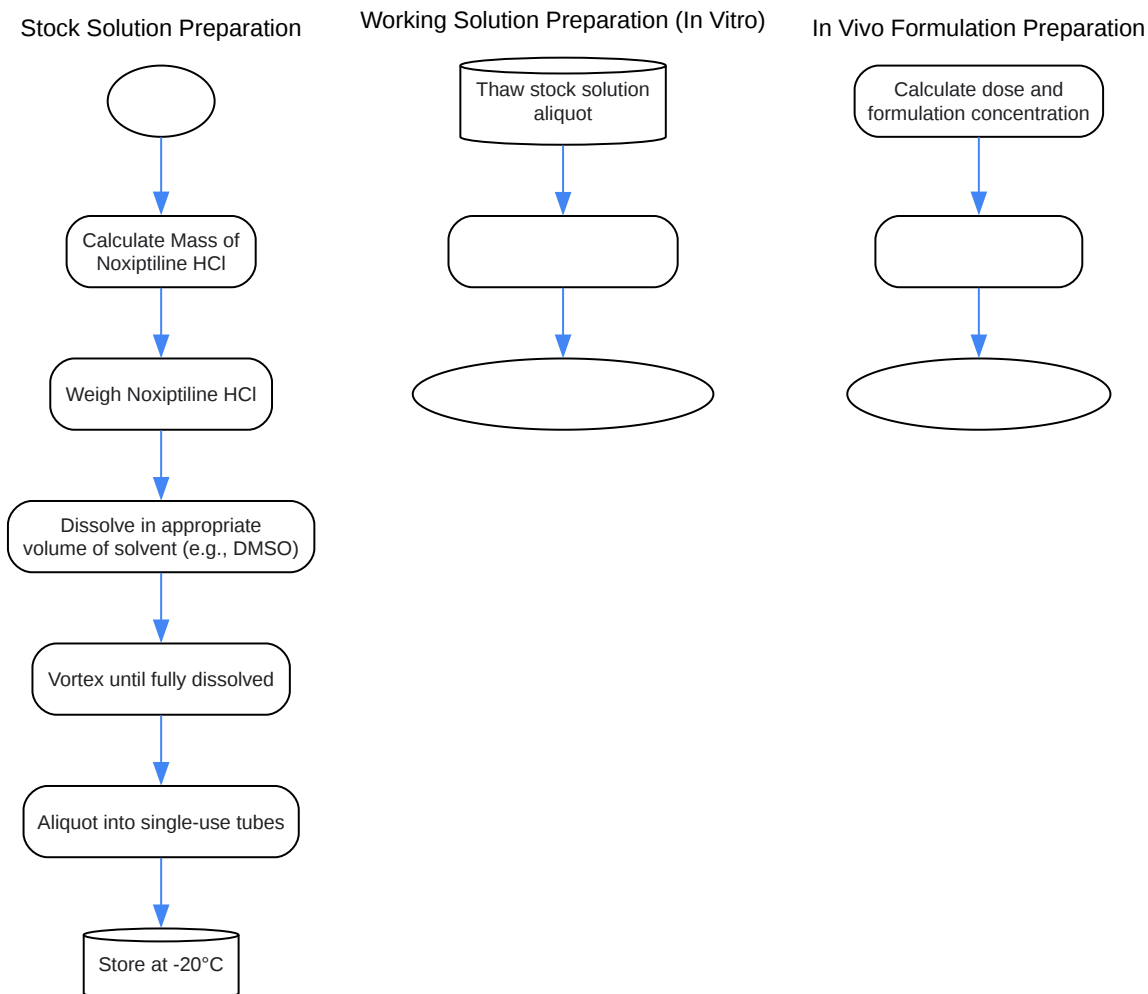 Stock Solution Preparation
Calculate Mass of
Noxiptiline HCl
Weigh Noxiptiline HCl
Dissolve in appropriate
volume of solvent (e.g., DMSO)
Vortex until fully dissolved
Aliquot into single-use tubes
Store at -20°C
Working Solution Preparation (In Vitro)
Thaw stock solution
aliquot
In Vivo Formulation Preparation
Calculate dose and
formulation concentration